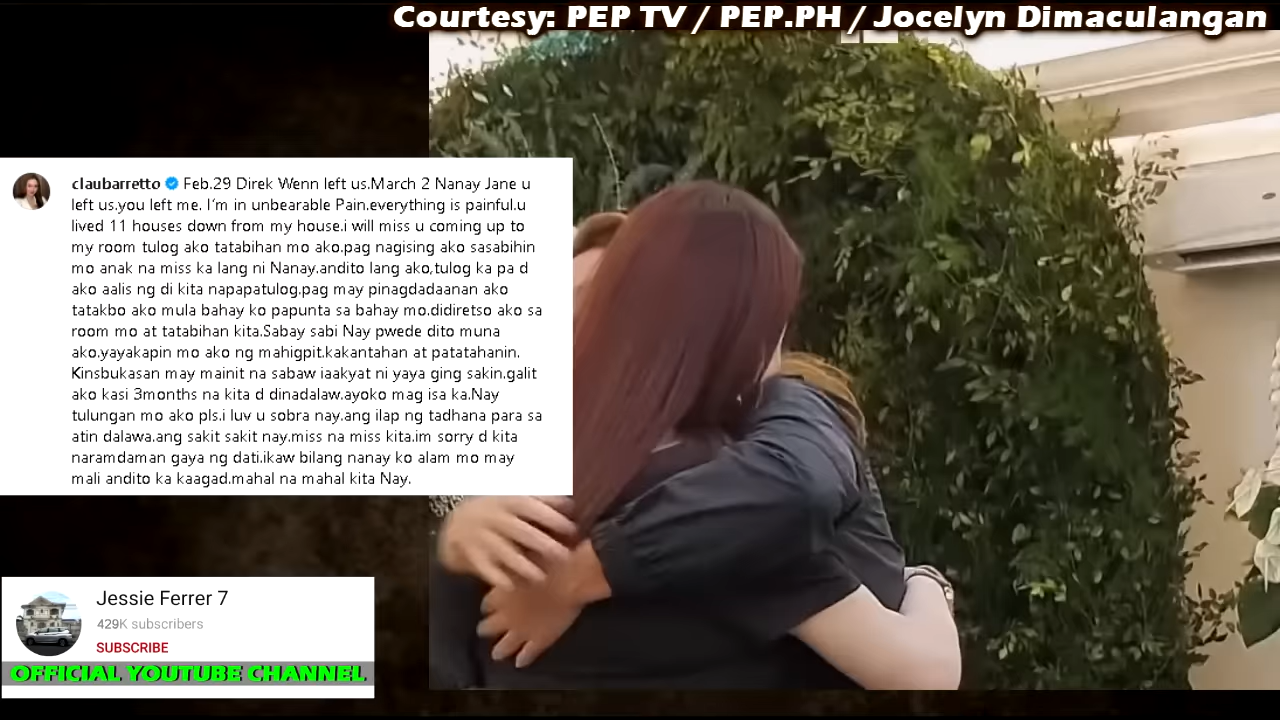 Courtesy: PEP TV / PEP.PH / Jocelyn Dimaculangan
claubarretto Feb.29 Direk Wenn left us.March 2 Nanay Jane u
left us.you left me. I'm in unbearable Pain.everything is painful.u
lived 11 houses down from my house.i will miss u coming up to
my room tulog ako tatabihan mo ako.pag nagising ako sasabihin
mo anak na miss ka lang ni Nanay.andito lang ako,tulog ka pa d
ako aalis ng di kita napapatulog.pag may pinagdadaanan ako
tatakbo ako mula bahay ko papunta sa bahay mo.didiretso ako sa
room mo at tatabihan kita.Sabay sabi Nay pwede dito muna
ako.yayakapin mo ako ng mahigpit.kakantahan at patatahanin.
Kinsbukasan may mainit na sabaw iaakyat ni yaya ging sakin.galit
ako kasi 3months na kita d dinadalaw.ayoko mag isa ka.Nay
tulungan mo ako pls.i luv u sobra nay.ang ilap ng tadhana para sa
atin dalawa.ang sakit sakit nay.miss na miss kita.im sorry d kita
naramdaman gaya ng dati.ikaw bilang nanay ko alam mo may
mali andito ka kaagad.mahal na mahal kita Nay.
Jessie Ferrer 7
429K subscribers
SUBSCRIBE
OFFICIAL YOUTUBE CHANNEL